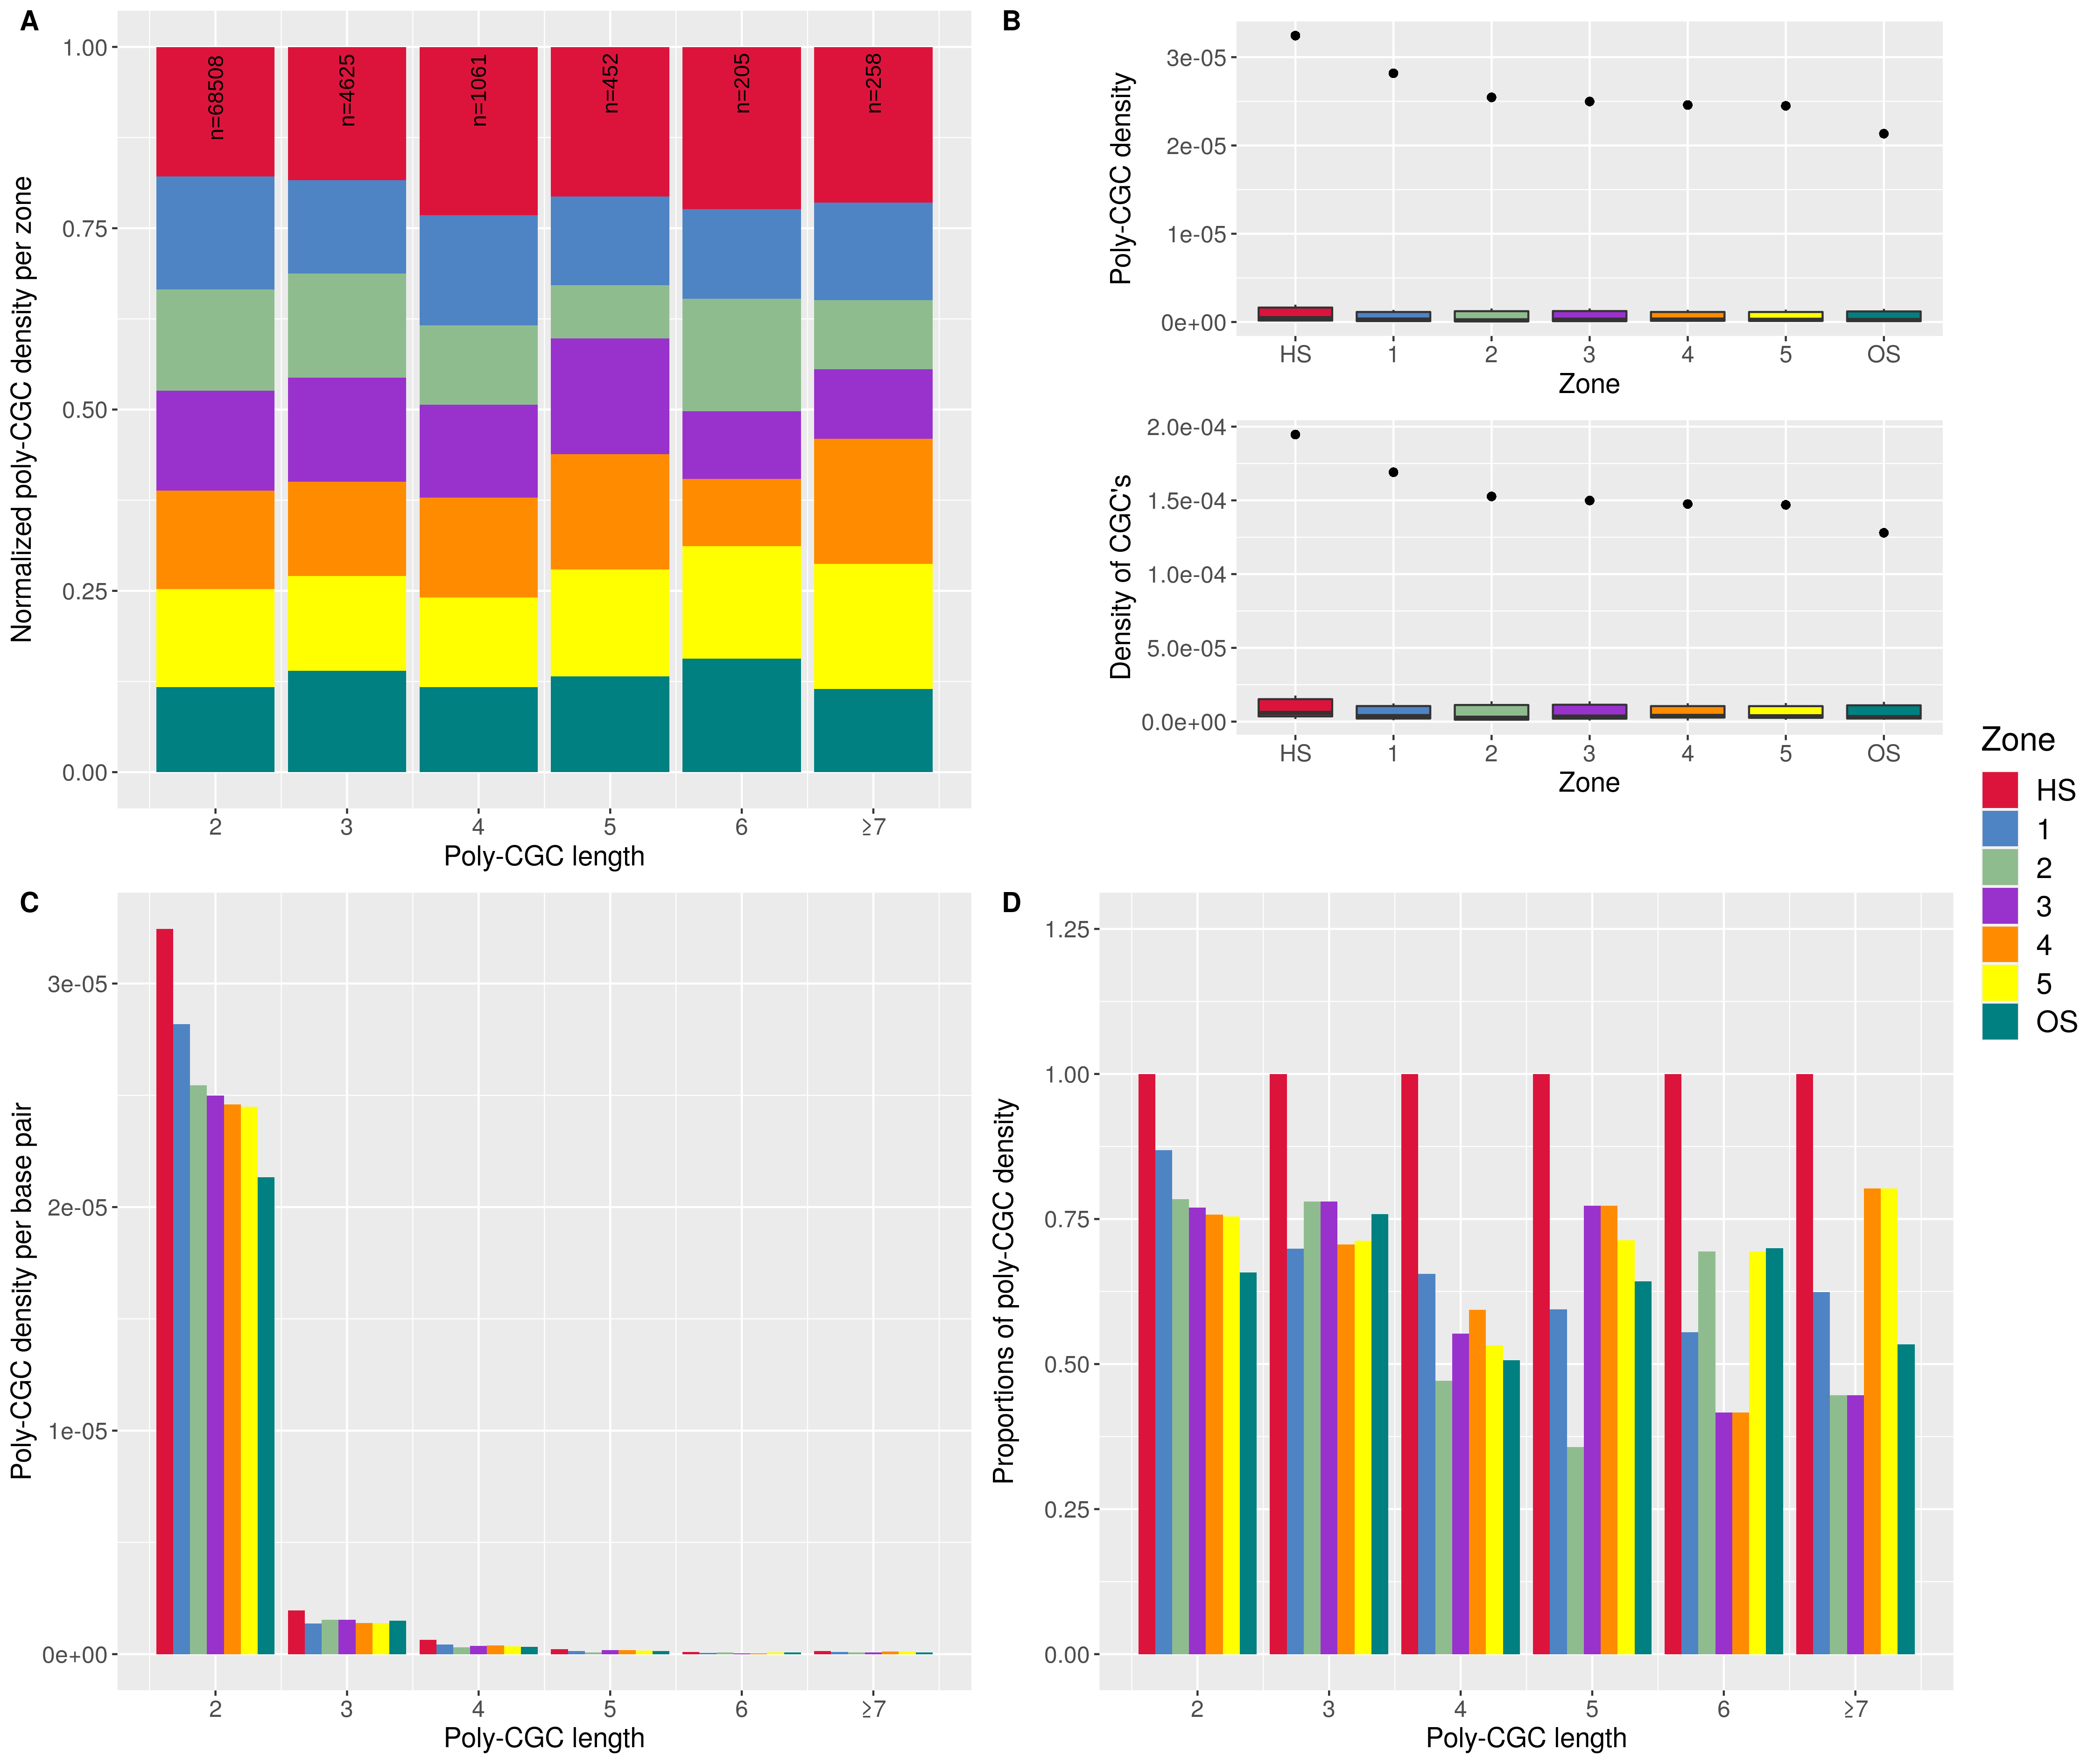 A
Normalized poly-CGC density per zone
1.00
0.75
0.50
0.25
0.00
n=68508
n=4625
n=1061
n=452
n=205
n=258
2 3 4 5 6 ≥7
Poly-CGC length
B
Poly-CGC density
3e-05
2e-05
1e-05
0e+00
HS 1 2 3 4 5 OS
Zone
Density of CGC's
2.0e-04
1.5e-04
1.0e-04
5.0e-05
0.0e+00
HS 1 2 3 4 5 OS
Zone
Zone
HS
1
2
3
4
5
OS
C
Poly-CGC density per base pair
3e-05
2e-05
1e-05
0e+00
2 3 4 5 6 ≥7
Poly-CGC length
D
Proportions of poly-CGC density
1.25
1.00
0.75
0.50
0.25
0.00
2 3 4 5 6 ≥7
Poly-CGC length